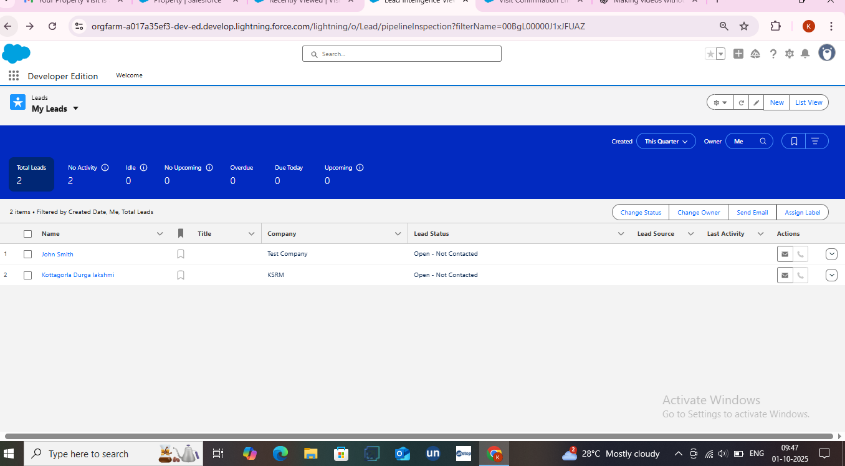 Your Property Visit is
Property | Salesforce
Recently Viewed | Vis
Lead Intelligence Vie
Visit Confirmation Em
Making videos without
orgfarm-a017a35ef3-dev-ed.develop.lightning.force.com/lightning/o/Lead/pipelineInspection?filterName=00BgL00000J1xJFUAZ
K
Search...
Developer Edition Welcome
Leads
My Leads
New List View
Created This Quarter Owner Me
Total Leads No Activity Idle No Upcoming Overdue Due Today Upcoming
2 2 0 0 0 0 0
2 items • Filtered by Created Date, Me, Total Leads
Change Status Change Owner Send Email Assign Label
Name Title Company Lead Status Lead Source Last Activity Actions
1 John Smith Test Company Open - Not Contacted
2 Kottagorla Durga lakshmi KSRM Open - Not Contacted
Activate Windows
Go to Settings to activate Windows.
Type here to search
un
2
28°C Mostly cloudy
ENG
09:47
01-10-2025